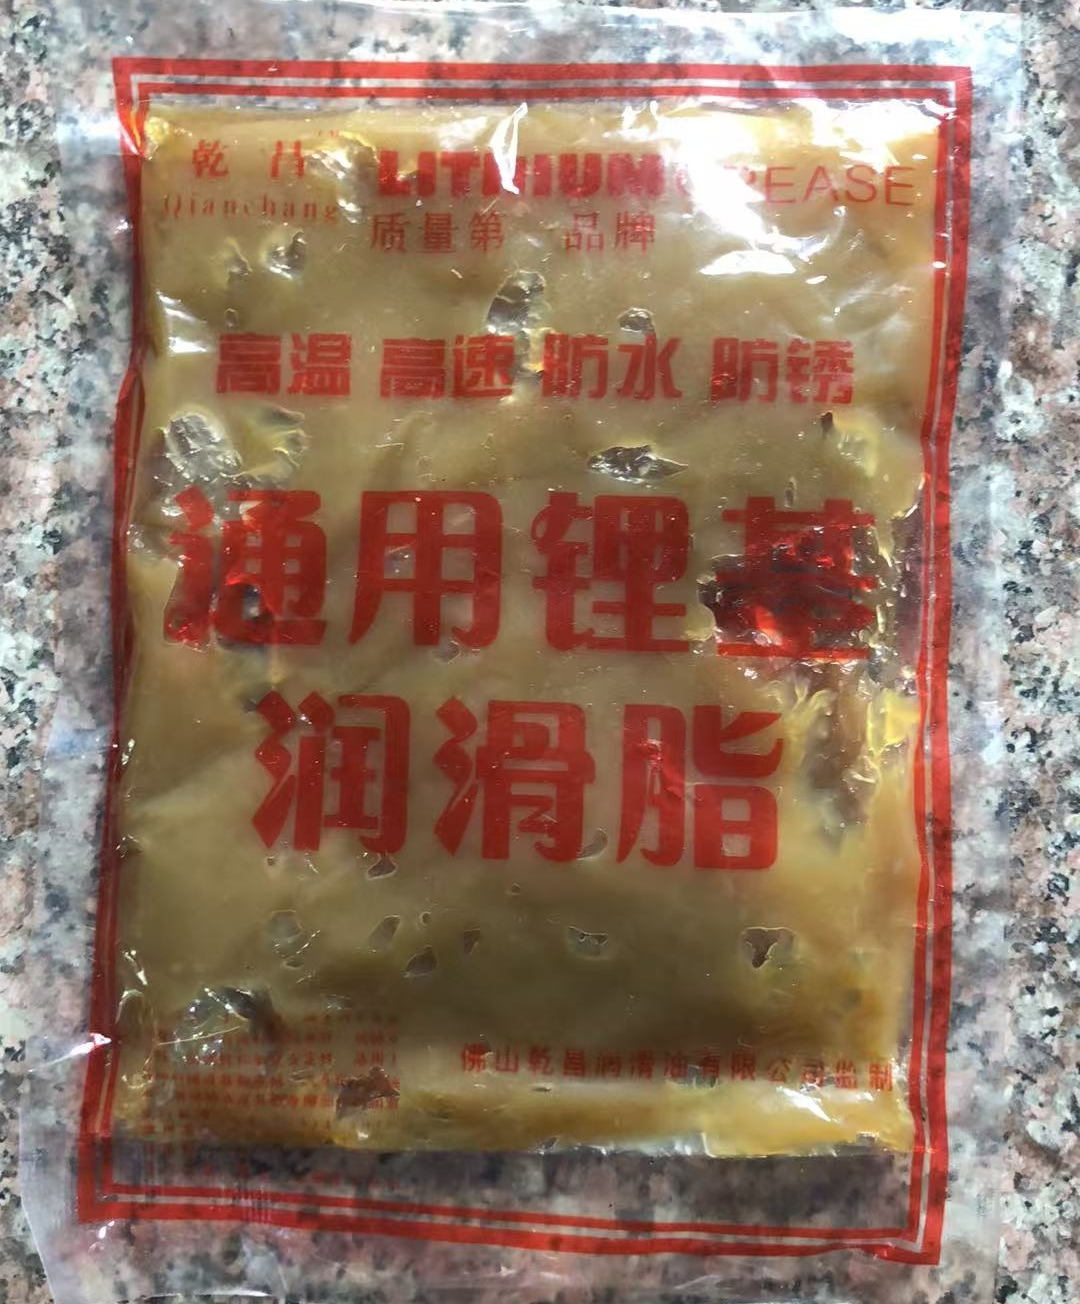 乾昌 LITHIUM GREASE
Qianchang
质量第一品牌
高温 高速 防水 防锈
通用锂基
润滑脂
佛山乾昌润滑油有限公司监制